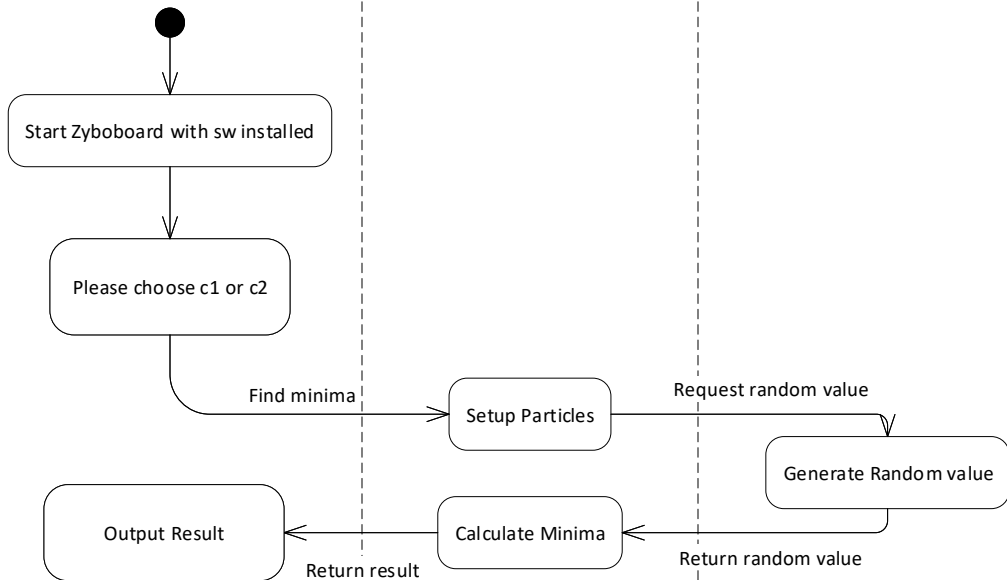 Start Zyboboard with sw installed
Please choose c1 or c2
Find minima
Setup Particles
Request random value
Generate Random value
Return random value
Calculate Minima
Return result
Output Result